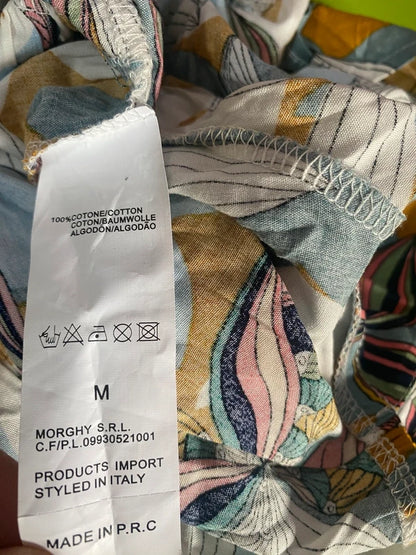 100%COTONE/COTTON
COTON/BAUMWOLLE
ALGODÓN/ALGODÃO
M
MORGHY S.R.L.
C.F/P.I.09930521001
PRODUCTS IMPORT
STYLED IN ITALY
MADE IN P.R.C